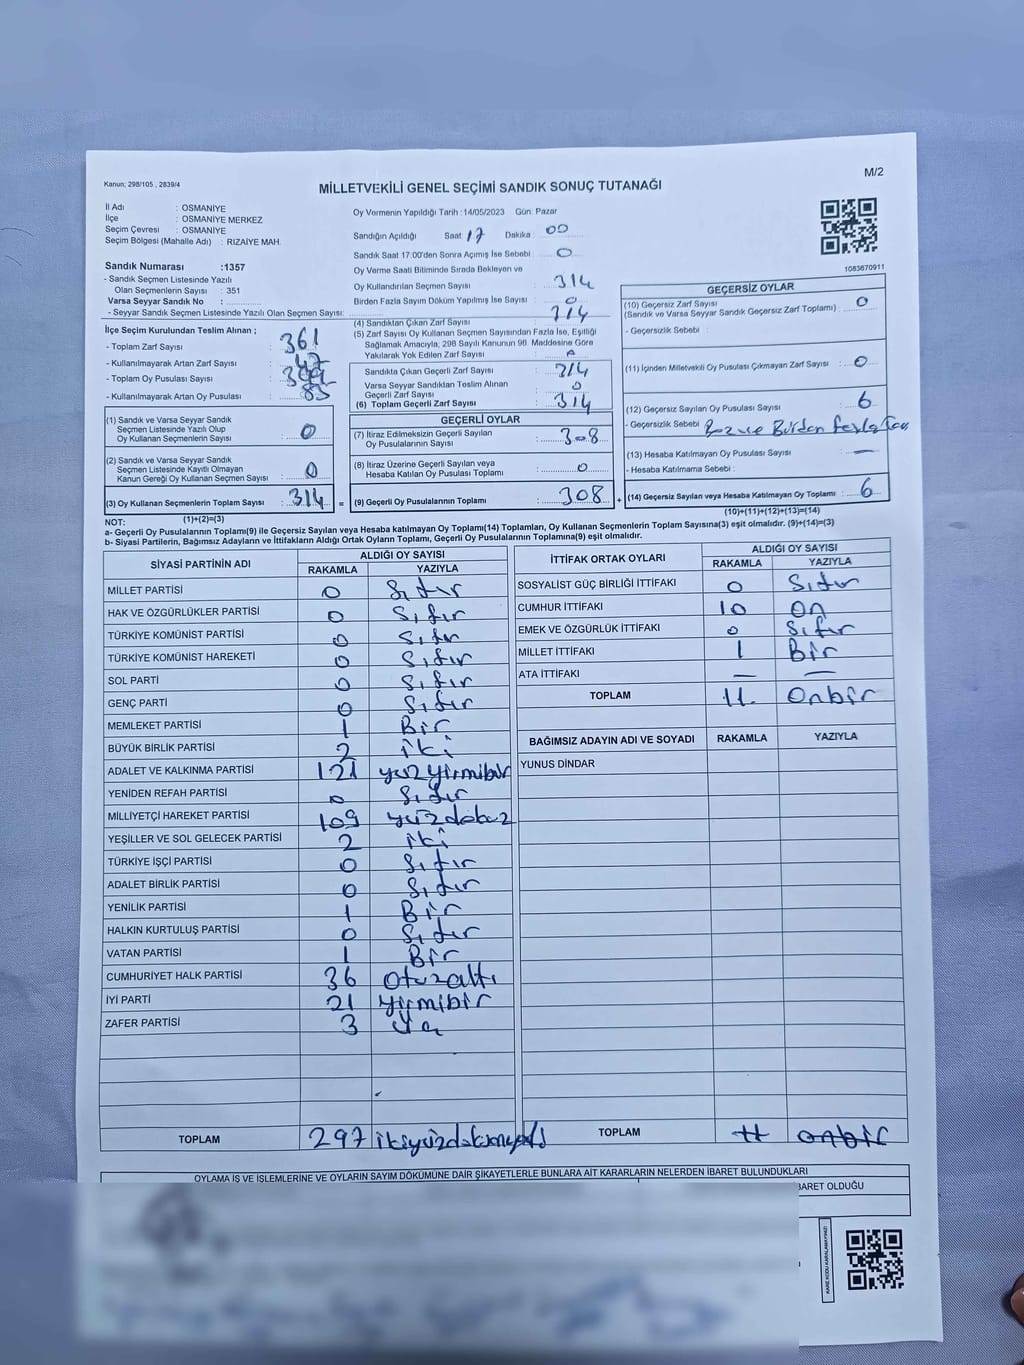 Kanun; 298/105 , 2839/4
M/2
MİLLETVEKİLİ GENEL SEÇİMİ SANDIK SONUÇ TUTANAĞI
İl Adı : OSMANİYE
İlçe : OSMANİYE MERKEZ
Seçim Çevresi : OSMANİYE
Seçim Bölgesi (Mahalle Adı) : RIZAİYE MAH.
Sandık Numarası :1357
- Sandık Seçmen Listesinde Yazılı
Olan Seçmenlerin Sayısı : 351
Varsa Seyyar Sandık No :
- Seyyar Sandık Seçmen Listesinde Yazılı Olan Seçmen Sayısı:
İlçe Seçim Kurulundan Teslim Alınan ;
- Toplam Zarf Sayısı : 361
- Kullanılmayarak Artan Zarf Sayısı : 47
- Toplam Oy Pusulası Sayısı :
- Kullanılmayarak Artan Oy Pusulası : 85
Oy Vermenin Yapıldığı Tarih :14/05/2023 Gün: Pazar
Sandığın Açıldığı Saat: 17 Dakika : 00
Sandık Saat 17:00'den Sonra Açımış İse Sebebi : 0
Oy Verme Saati Bitiminde Sırada Bekleyen ve
Oy Kullandırılan Seçmen Sayısı : 314
Birden Fazla Sayım Döküm Yapılmış İse Sayısı : 0
(4) Sandıktan Çıkan Zarf Sayısı : 314
(5) Zarf Sayısı Oy Kullanan Seçmen Sayısından Fazla İse, Eşitliği
Sağlamak Amacıyla; 298 Sayılı Kanunun 98. Maddesine Göre
Yakılarak Yok Edilen Zarf Sayısı :
Sandıkta Çıkan Geçerli Zarf Sayısı : 314
Varsa Seyyar Sandıktan Teslim Alınan
Geçerli Zarf Sayısı : 0
(6) Toplam Geçerli Zarf Sayısı : 314
GEÇERSİZ OYLAR
1083670911
(10) Geçersiz Zarf Sayısı : 0
(Sandık ve Varsa Seyyar Sandık Geçersiz Zarf Toplamı)
- Geçersizlik Sebebi :
(11) İçinden Milletvekili Oy Pusulası Çıkmayan Zarf Sayısı : 0
(12) Geçersiz Sayılan Oy Pusulası Sayısı : 6
- Geçersizlik Sebebi Boz ve Birden fazla
(13) Hesaba Katılmayan Oy Pusulası Sayısı : —
- Hesaba Katılmama Sebebi :
(14) Geçersiz Sayılan veya Hesaba Katılmayan Oy Toplamı : 6
(10)+(11)+(12)+(13)=(14)
(1) Sandık ve Varsa Seyyar Sandık
Seçmen Listesinde Yazılı Olup
Oy Kullanan Seçmenlerin Sayısı : 0
(2) Sandık ve Varsa Seyyar Sandık
Seçmen Listesinde Kayıtlı Olmayan
Kanun Gereği Oy Kullanan Seçmen Sayısı : 0
(3) Oy Kullanan Seçmenlerin Toplam Sayısı : 314 =
(1)+(2)=(3)
GEÇERLİ OYLAR
(7) İtiraz Edilmeksizin Geçerli Sayılan
Oy Pusulalarının Sayısı : 308
(8) İtiraz Üzerine Geçerli Sayılan veya
Hesaba Katılan Oy Pusulası Toplamı : 0
(9) Geçerli Oy Pusulalarının Toplamı : 308 +
NOT:
a- Geçerli Oy Pusulalarının Toplamı(9) ile Geçersiz Sayılan veya Hesaba katılmayan Oy Toplamı(14) Toplamları, Oy Kullanan Seçmenlerin Toplam Sayısına(3) eşit olmalıdır. (9)+(14)=(3)
b- Siyasi Partilerin, Bağımsız Adayların ve İttifakların Aldığı Ortak Oyların Toplamı, Geçerli Oy Pusulalarının Toplamına(9) eşit olmalıdır.
SİYASİ PARTİNİN ADI ALDIĞI OY SAYISI
RAKAMLA YAZIYLA
MİLLET PARTİSİ 0 Sıfır
HAK VE ÖZGÜRLÜKLER PARTİSİ 0 Sıfır
TÜRKİYE KOMÜNİST PARTİSİ 0 Sıfır
TÜRKİYE KOMÜNİST HAREKETİ 0 Sıfır
SOL PARTİ 0 Sıfır
GENÇ PARTİ 0 Sıfır
MEMLEKET PARTİSİ 1 Bir
BÜYÜK BİRLİK PARTİSİ 2 iki
ADALET VE KALKINMA PARTİSİ 121 yüzyirmibir
YENİDEN REFAH PARTİSİ 0 Sıfır
MİLLİYETÇİ HAREKET PARTİSİ 109 yüzdokuz
YEŞİLLER VE SOL GELECEK PARTİSİ 2 iki
TÜRKİYE İŞÇİ PARTİSİ 0 Sıfır
ADALET BİRLİK PARTİSİ 0 Sıfır
YENİLİK PARTİSİ 1 Bir
HALKIN KURTULUŞ PARTİSİ 0 Sıfır
VATAN PARTİSİ 1 Bir
CUMHURİYET HALK PARTİSİ 36 otuzaltı
İYİ PARTİ 21 yirmibir
ZAFER PARTİSİ 3 Üç
TOPLAM 297 ikiyüzdoksanyedi
İTTİFAK ORTAK OYLARI ALDIĞI OY SAYISI
RAKAMLA YAZIYLA
SOSYALİST GÜÇ BİRLİĞİ İTTİFAKI 0 Sıfır
CUMHUR İTTİFAKI 10 On
EMEK VE ÖZGÜRLÜK İTTİFAKI 0 Sıfır
MİLLET İTTİFAKI 1 Bir
ATA İTTİFAKI — —
TOPLAM 11. Onbir
BAĞIMSIZ ADAYIN ADI VE SOYADI RAKAMLA YAZIYLA
YUNUS DİNDAR
TOPLAM 11 onbir
OYLAMA İŞ VE İŞLEMLERİNE VE OYLARIN SAYIM DÖKÜMÜNE DAİR ŞİKAYETLERLE BUNLARA AİT KARARLARIN NELERDEN İBARET BULUNDUKLARI
BARET OLDUĞU